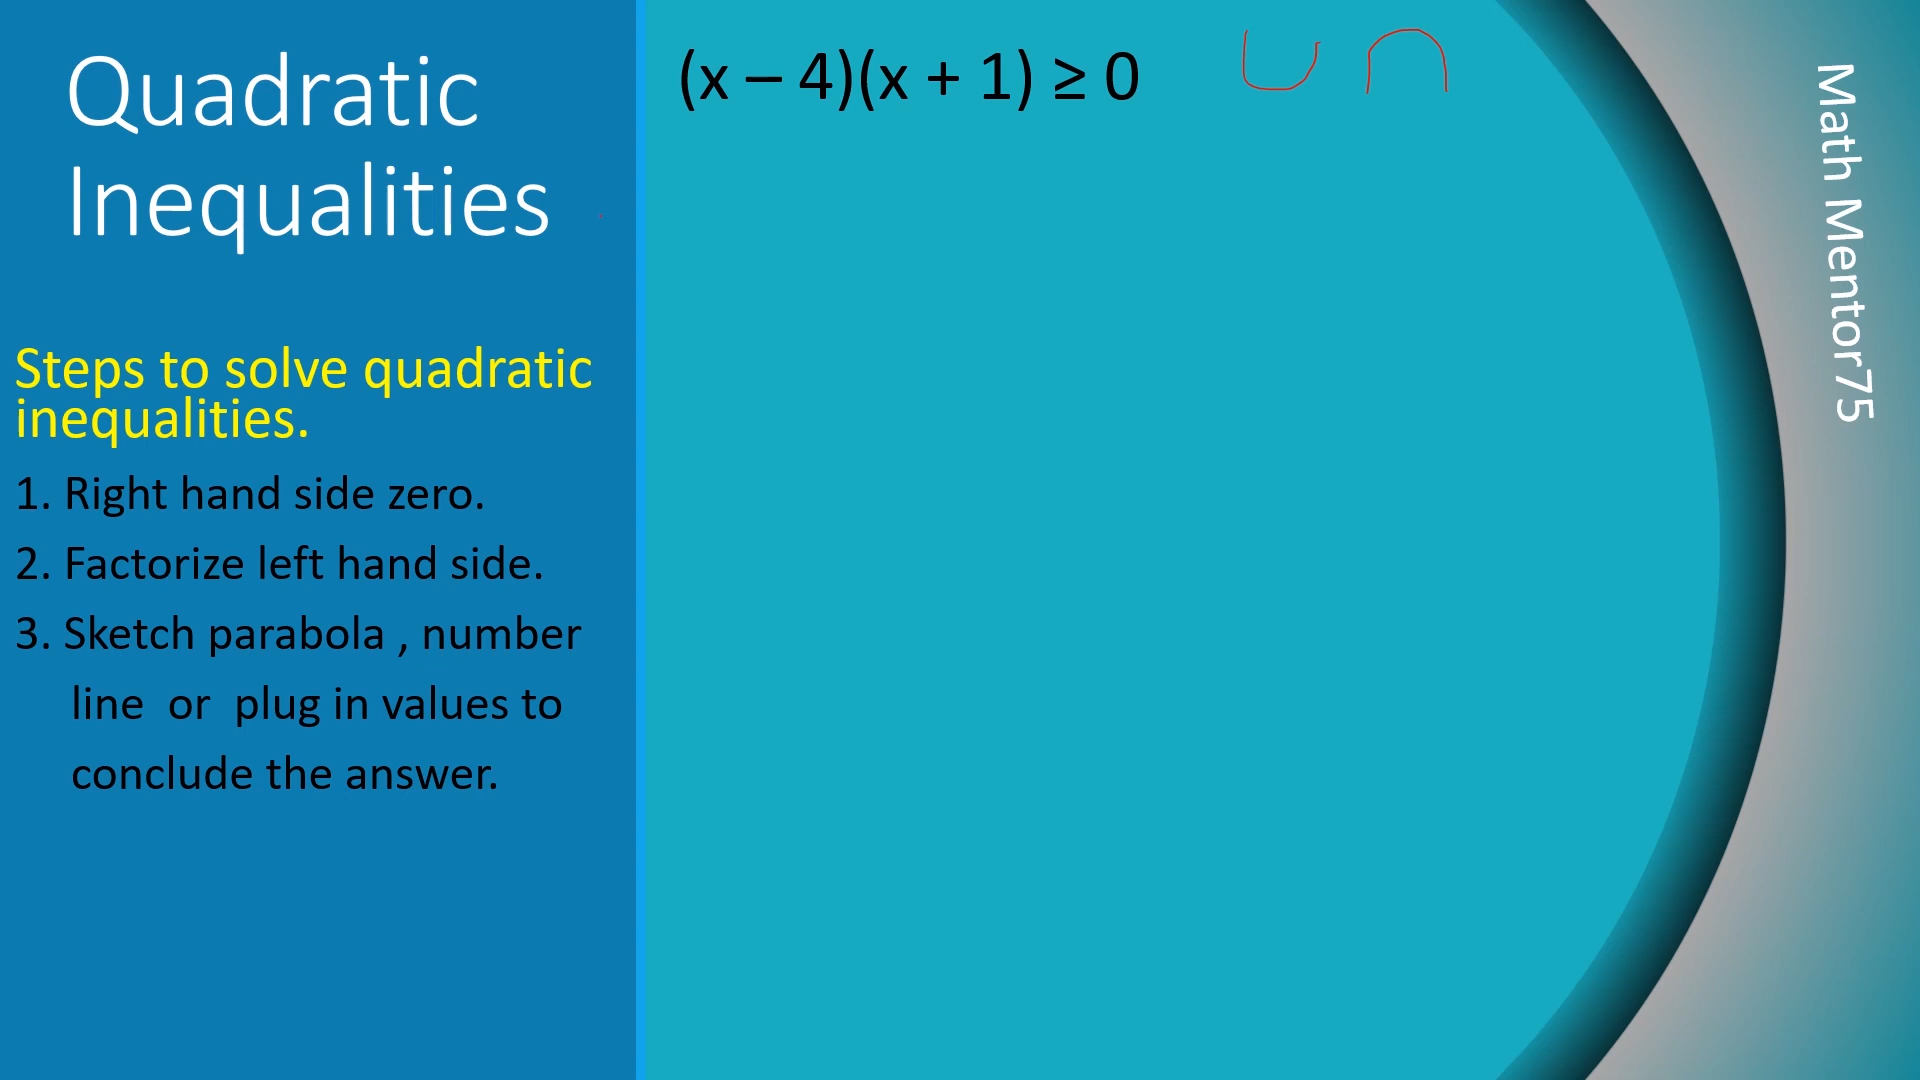 Quadratic
Inequalities
Steps to solve quadratic
inequalities.
1. Right hand side zero.
2. Factorize left hand side.
3. Sketch parabola , number
line or plug in values to
conclude the answer.
(x – 4)(x + 1) ≥ 0
Math Mentor75